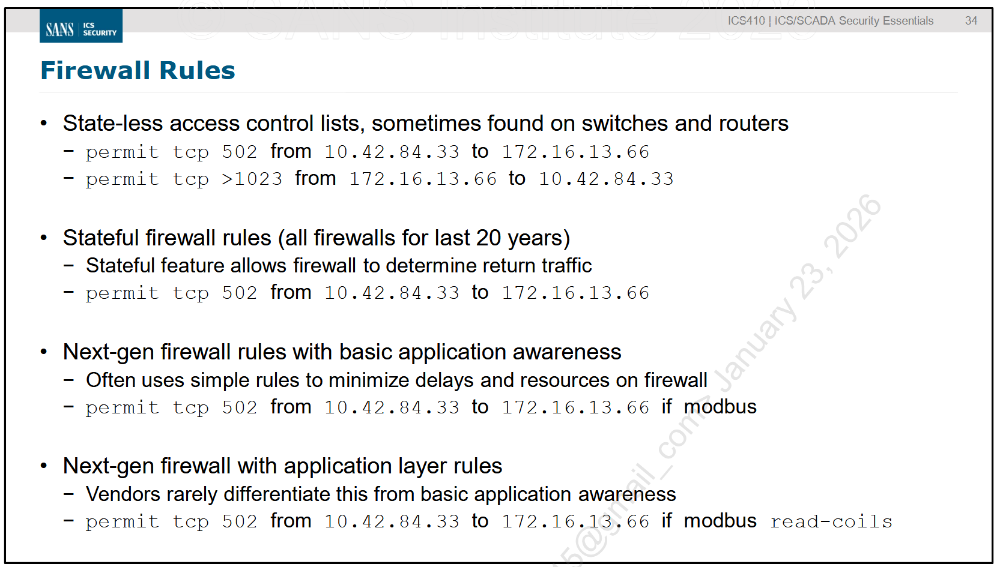 © SANS Institute 2023
SANS | ICS SECURITY
ICS410 | ICS/SCADA Security Essentials 34
Firewall Rules
• State-less access control lists, sometimes found on switches and routers
– permit tcp 502 from 10.42.84.33 to 172.16.13.66
– permit tcp >1023 from 172.16.13.66 to 10.42.84.33
• Stateful firewall rules (all firewalls for last 20 years)
– Stateful feature allows firewall to determine return traffic
– permit tcp 502 from 10.42.84.33 to 172.16.13.66
• Next-gen firewall rules with basic application awareness
– Often uses simple rules to minimize delays and resources on firewall
– permit tcp 502 from 10.42.84.33 to 172.16.13.66 if modbus
• Next-gen firewall with application layer rules
– Vendors rarely differentiate this from basic application awareness
– permit tcp 502 from 10.42.84.33 to 172.16.13.66 if modbus read-coils
5@gmail_com> January 23, 2026